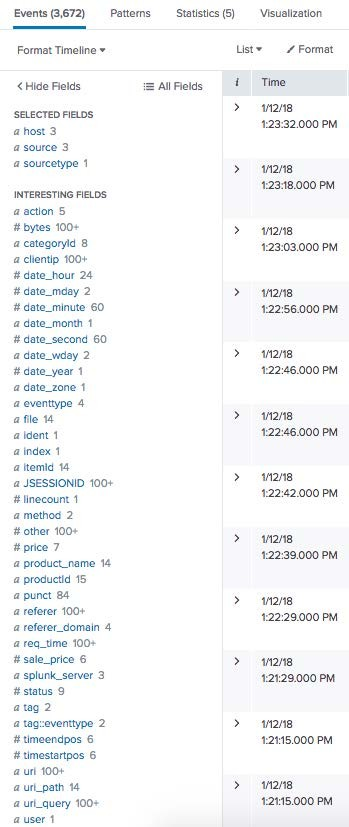 Events (3,672) Patterns Statistics (5) Visualization
Format Timeline List Format
Hide Fields All Fields
SELECTED FIELDS
a host 3
a source 3
a sourcetype 1
INTERESTING FIELDS
a action 5
# bytes 100+
a categoryId 8
a clientip 100+
# date_hour 24
# date_mday 2
# date_minute 60
a date_month 1
# date_second 60
a date_wday 2
# date_year 1
a date_zone 1
a eventtype 4
a file 14
a ident 1
a index 1
a itemId 14
a JSESSIONID 100+
# linecount 1
a method 2
# other 100+
# price 7
a product_name 14
a productId 15
a punct 84
a referer 100+
a referer_domain 4
a req_time 100+
# sale_price 6
a splunk_server 3
# status 9
a tag 2
a tag::eventtype 2
# timeendpos 6
# timestartpos 6
a uri 100+
a uri_path 14
a uri_query 100+
a user 1
i Time
1/12/18
1:23:32.000 PM
1/12/18
1:23:18.000 PM
1/12/18
1:23:03.000 PM
1/12/18
1:22:56.000 PM
1/12/18
1:22:46.000 PM
1/12/18
1:22:46.000 PM
1/12/18
1:22:42.000 PM
1/12/18
1:22:39.000 PM
1/12/18
1:22:29.000 PM
1/12/18
1:21:29.000 PM
1/12/18
1:21:15.000 PM
1/12/18
1:21:15.000 PM